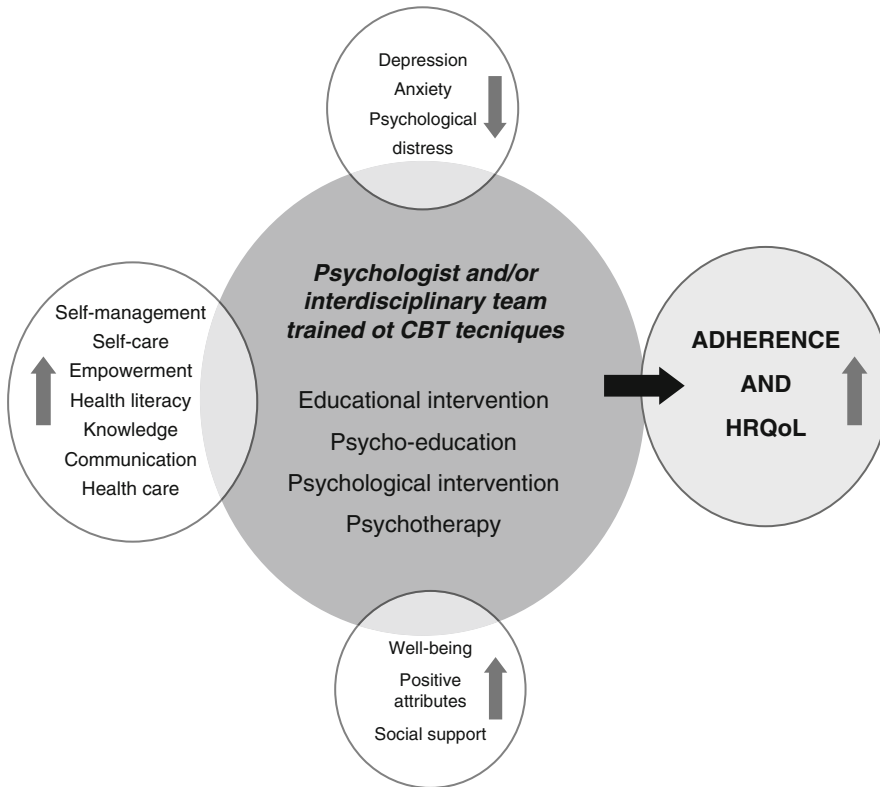 Depression
Anxiety
Psychological
distress
Psychologist and/or
interdisciplinary team
trained ot CBT tecniques
Educational intervention
Psycho-education
Psychological intervention
Psychotherapy
Self-management
Self-care
Empowerment
Health literacy
Knowledge
Communication
Health care
ADHERENCE
AND
HRQoL
Well-being
Positive
attributes
Social support